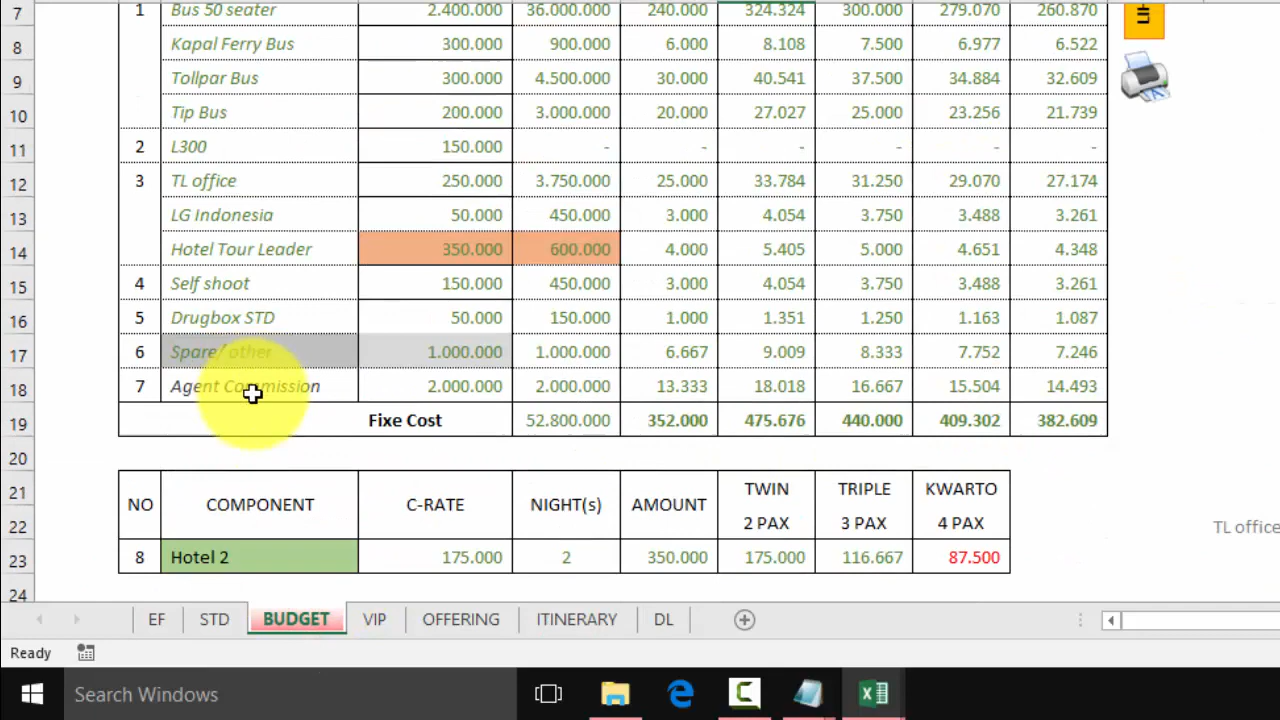 7 1 Bus 50 seater 2.400.000 36.000.000 240.000 324.324 300.000 279.070 260.870
8 Kapal Ferry Bus 300.000 900.000 6.000 8.108 7.500 6.977 6.522
9 Tollpar Bus 300.000 4.500.000 30.000 40.541 37.500 34.884 32.609
10 Tip Bus 200.000 3.000.000 20.000 27.027 25.000 23.256 21.739
11 2 L300 150.000 - - - - - -
12 3 TL office 250.000 3.750.000 25.000 33.784 31.250 29.070 27.174
13 LG Indonesia 50.000 450.000 3.000 4.054 3.750 3.488 3.261
14 Hotel Tour Leader 350.000 600.000 4.000 5.405 5.000 4.651 4.348
15 4 Self shoot 150.000 450.000 3.000 4.054 3.750 3.488 3.261
16 5 Drugbox STD 50.000 150.000 1.000 1.351 1.250 1.163 1.087
17 6 Spare/ other 1.000.000 1.000.000 6.667 9.009 8.333 7.752 7.246
18 7 Agent Commission 2.000.000 2.000.000 13.333 18.018 16.667 15.504 14.493
19 Fixe Cost 52.800.000 352.000 475.676 440.000 409.302 382.609
20
21 NO COMPONENT C-RATE NIGHT(s) AMOUNT TWIN TRIPLE KWARTO
22 2 PAX 3 PAX 4 PAX
TL office
23 8 Hotel 2 175.000 2 350.000 175.000 116.667 87.500
24
EF STD BUDGET VIP OFFERING ITINERARY DL
Ready
Search Windows